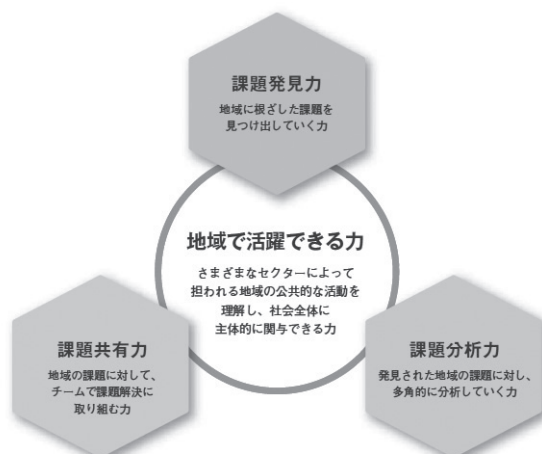 課題発見力
地域に根ざした課題を
見つけ出していく力
地域で活躍できる力
さまざまなセクターによって
担われる地域の公共的な活動を
理解し、社会全体に
主体的に関与できる力
課題共有力
地域の課題に対して、
チームで課題解決に
取り組む力
課題分析力
発見された地域の課題に対し、
多角的に分析していく力